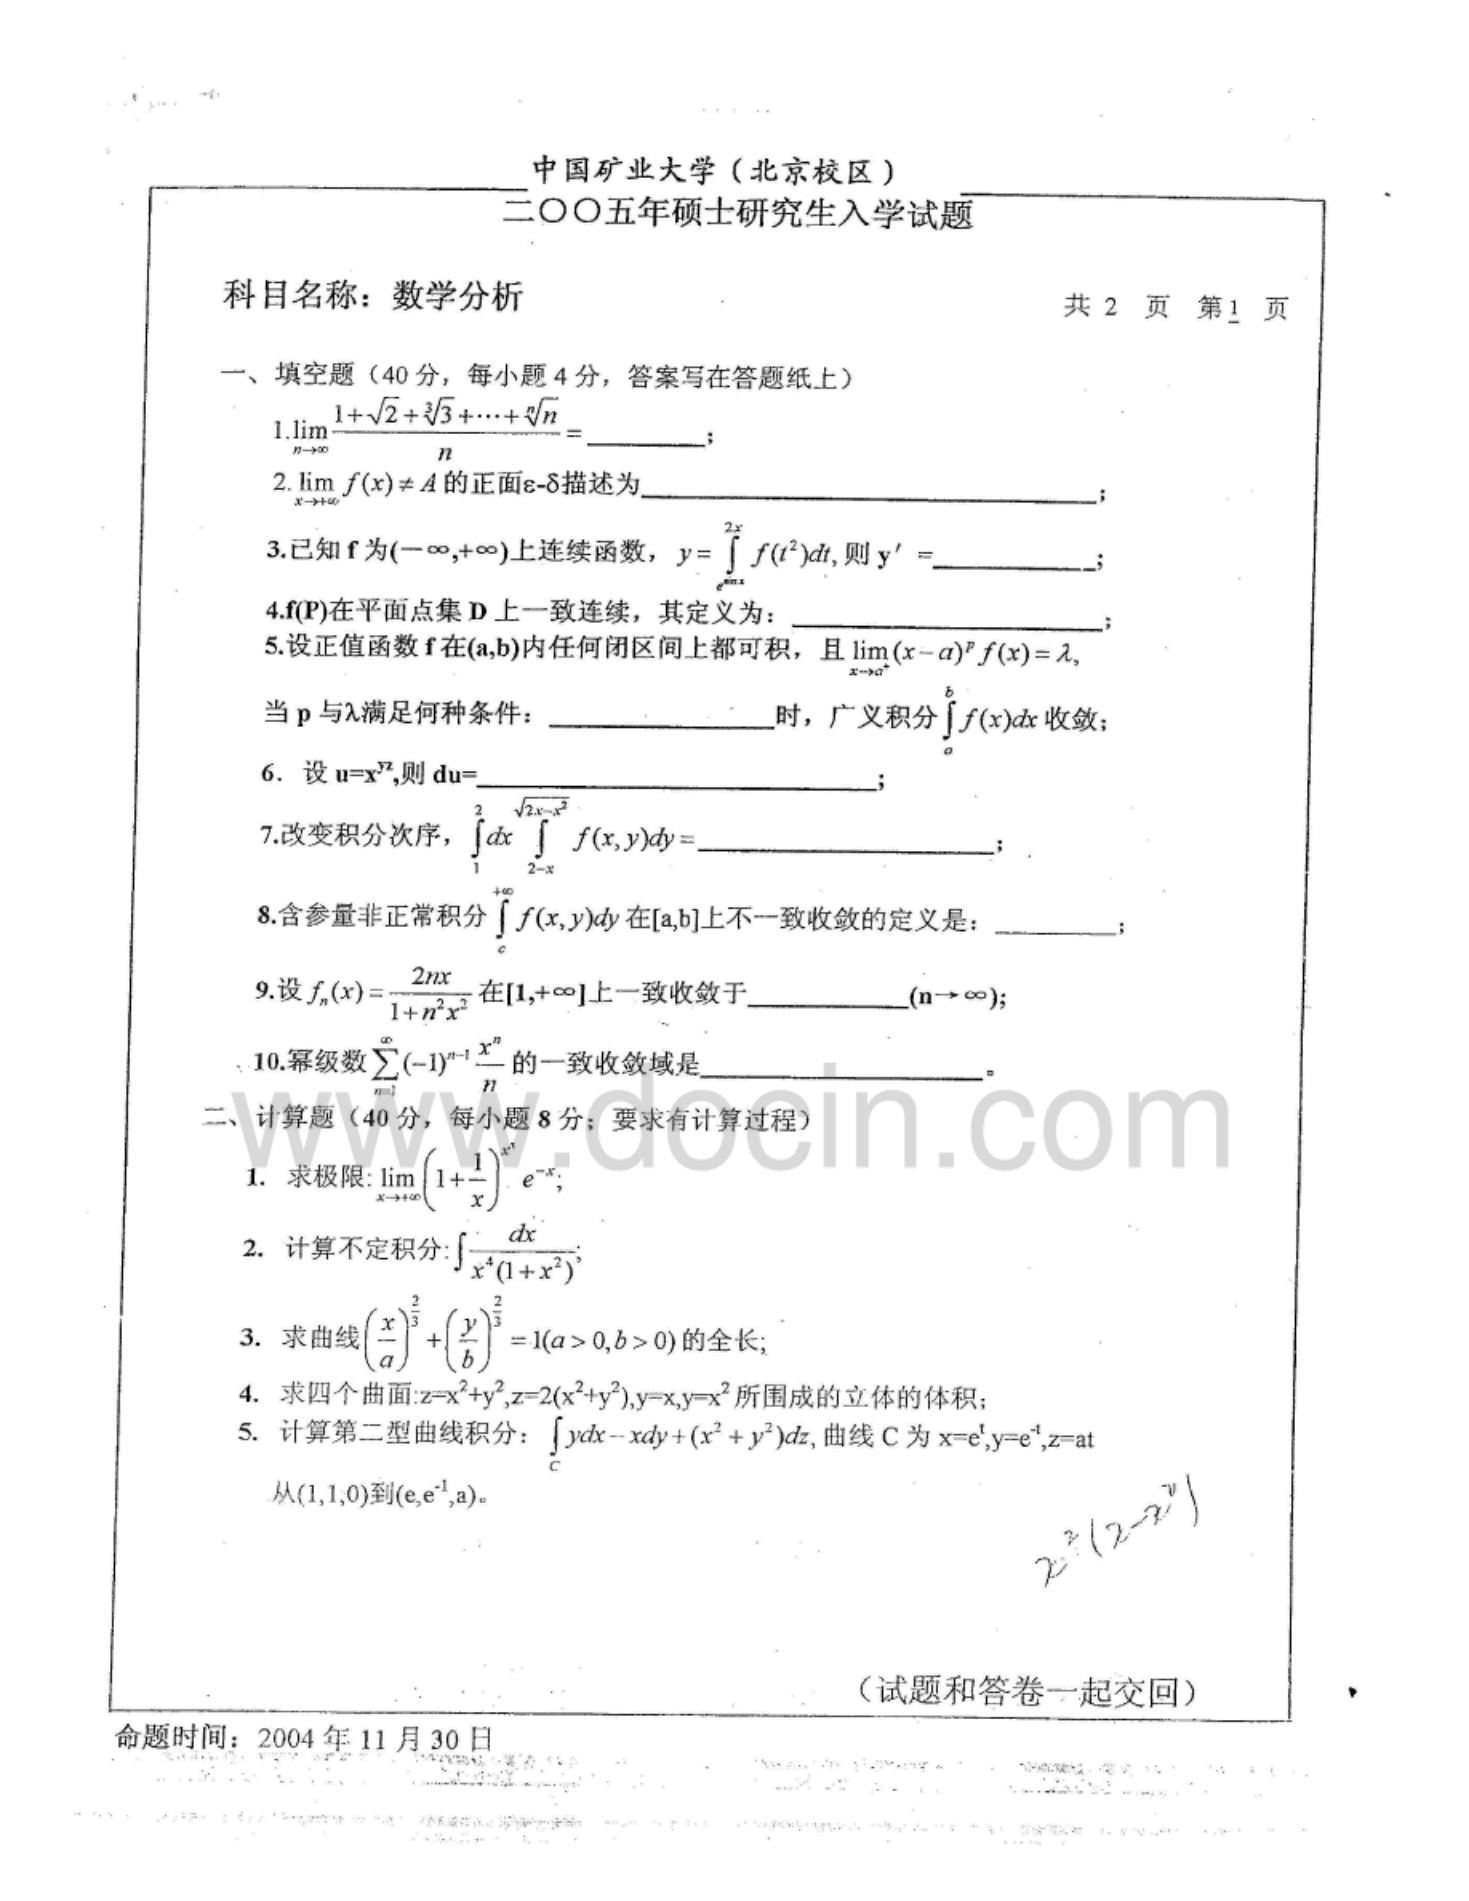 中国矿业大学（北京校区）
二〇〇五年硕士研究生入学试题
科目名称：数学分析
共 2 页 第1 页
一、填空题（40 分，每小题 4 分，答案写在答题纸上）
1.lim_{n→∞} (1+√2+∛3+⋯+ⁿ√n)/n = ________;
2. lim_{x→+∞} f(x)≠A 的正面ε-δ描述为________;
3.已知 f 为(－∞,+∞)上连续函数，y=∫_{e^{sin x}}^{2x} f(t²)dt, 则 y′ =________;
4.f(P)在平面点集 D 上一致连续，其定义为：________;
5.设正值函数 f 在(a,b)内任何闭区间上都可积，且 lim_{x→a⁺}(x−a)^p f(x)=λ,
当 p 与λ满足何种条件：________时，广义积分∫_a^b f(x)dx 收敛;
6. 设 u=x^{yz},则 du=________;
7.改变积分次序，∫_1^2 dx ∫_{2−x}^{√(2x−x²)} f(x,y)dy=________;
8.含参量非正常积分∫_c^{+∞} f(x,y)dy 在[a,b]上不一致收敛的定义是：________;
9.设 f_n(x)=2nx/(1+n²x²) 在[1,+∞]上一致收敛于________(n→∞);
10.幂级数∑_{n=1}^∞ (−1)^{n−1} x^n/n 的一致收敛域是________。
二、计算题（40 分，每小题 8 分；要求有计算过程）
www.docin.com
1. 求极限: lim_{x→+∞} (1+1/x)^{x²} e^{−x};
2. 计算不定积分:∫dx/(x⁴(1+x²));
3. 求曲线(x/a)^{2/3}+(y/b)^{2/3}=1(a>0,b>0)的全长;
4. 求四个曲面:z=x²+y²,z=2(x²+y²),y=x,y=x² 所围成的立体的体积;
5. 计算第二型曲线积分：∫_C ydx−xdy+(x²+y²)dz, 曲线 C 为 x=e^t,y=e^{-t},z=at
从(1,1,0)到(e,e^{-1},a)。
（试题和答卷一起交回）
命题时间：2004 年 11 月 30 日